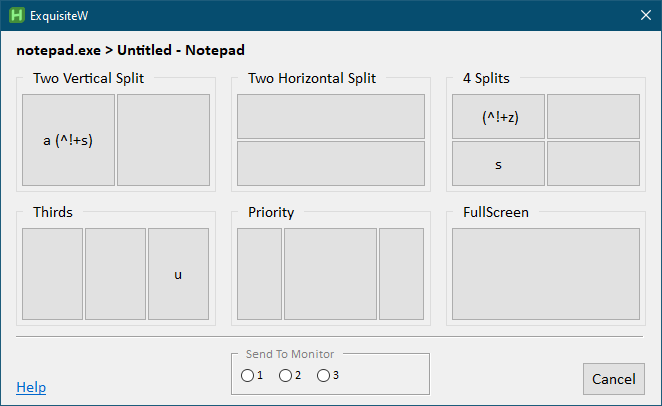 ExquisiteW
notepad.exe > Untitled - Notepad
Two Vertical Split
Two Horizontal Split
4 Splits
a (^!+s)
(^!+z)
s
Thirds
Priority
FullScreen
u
Send To Monitor
1 2 3
Help
Cancel